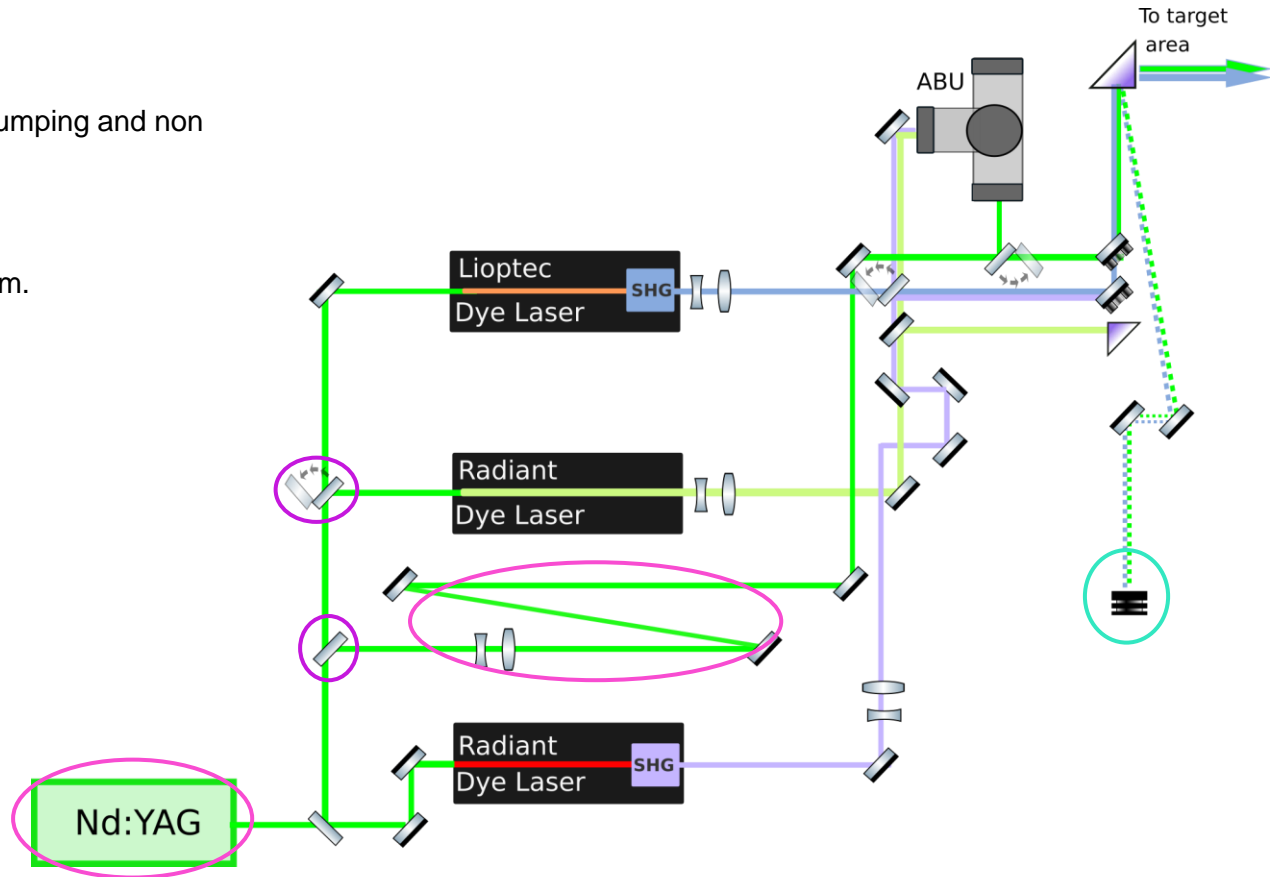 To target
area
ABU
umping and non
Lioptec
SHG
Dye Laser
m.
Radiant
Dye Laser
Radiant
SHG
Dye Laser
Nd:YAG